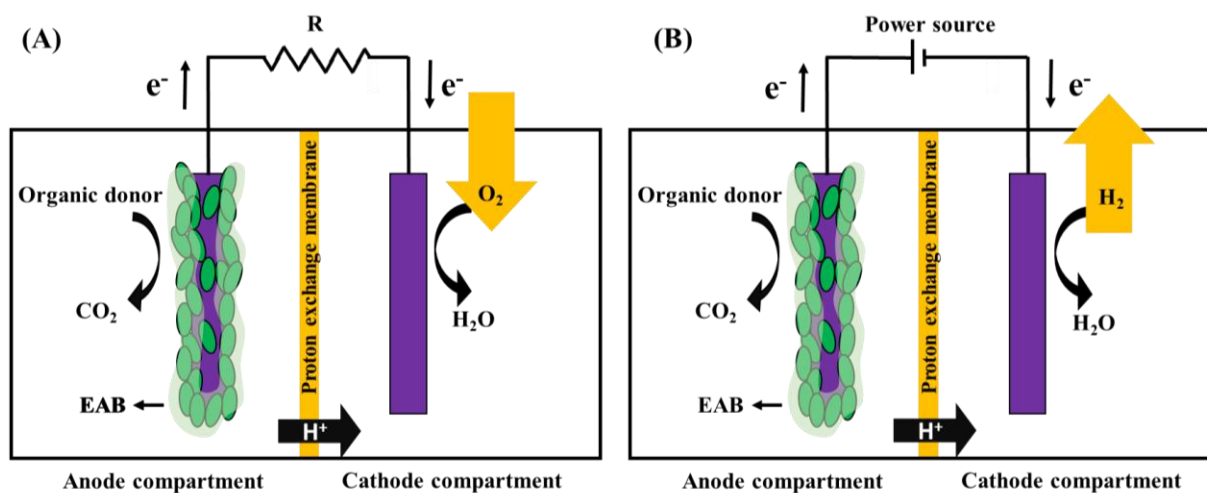 (A)
R
e-
e-
O₂
Organic donor
CO₂
EAB
Proton exchange membrane
H⁺
H₂O
Anode compartment
Cathode compartment
(B)
Power source
e-
e-
H₂
Organic donor
CO₂
EAB
Proton exchange membrane
H⁺
H₂O
Anode compartment
Cathode compartment